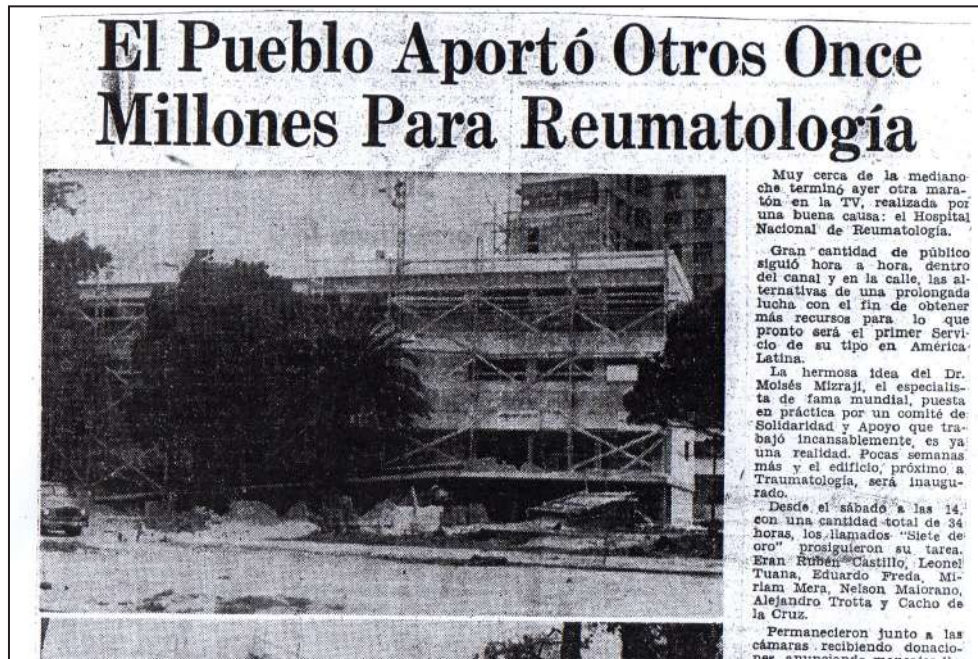 El Pueblo Aportó Otros Once
Millones Para Reumatología
Muy cerca de la mediano-
che terminó ayer otra mara-
tón en la TV, realizada por
una buena causa: el Hospital
Nacional de Reumatología.
Gran cantidad de público
siguió hora a hora, dentro
del canal y en la calle, las al-
ternativas de una prolongada
lucha con el fin de obtener
más recursos para lo que
pronto será el primer Servi-
cio de su tipo en América
Latina.
La hermosa idea del Dr.
Moisés Mizraji, el especialis-
ta de fama mundial, puesta
en práctica por un comité de
Solidaridad y Apoyo que tra-
bajó incansablemente, es ya
una realidad. Pocas semanas
más y el edificio, próximo a
Traumatología, será inaugu-
rado.
Desde el sábado a las 14,
con una cantidad total de 34
horas, los llamados "Siete de
oro" prosiguieron su tarea.
Eran Rubén Castillo, Leonel
Tuana, Eduardo Freda, Mi-
riam Mera, Nelson Maiorano,
Alejandro Trotta y Cacho de
la Cruz.
Permanecieron junto a las
cámaras recibiendo donacio-